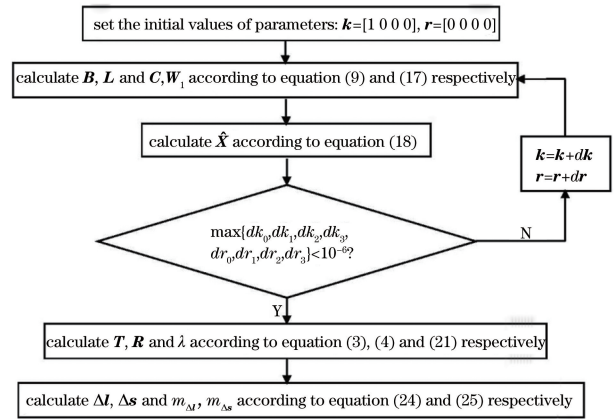 set the initial values of parameters: k=[1 0 0 0], r=[0 0 0 0]
calculate B, L and C,W₁ according to equation (9) and (17) respectively
calculate X̂ according to equation (18)
k=k+dk
r=r+dr
max{dk₀,dk₁,dk₂,dk₃,
dr₀,dr₁,dr₂,dr₃}<10⁻⁶?
N
Y
calculate T, R and λ according to equation (3), (4) and (21) respectively
calculate Δl, Δs and m_Δl, m_Δs according to equation (24) and (25) respectively